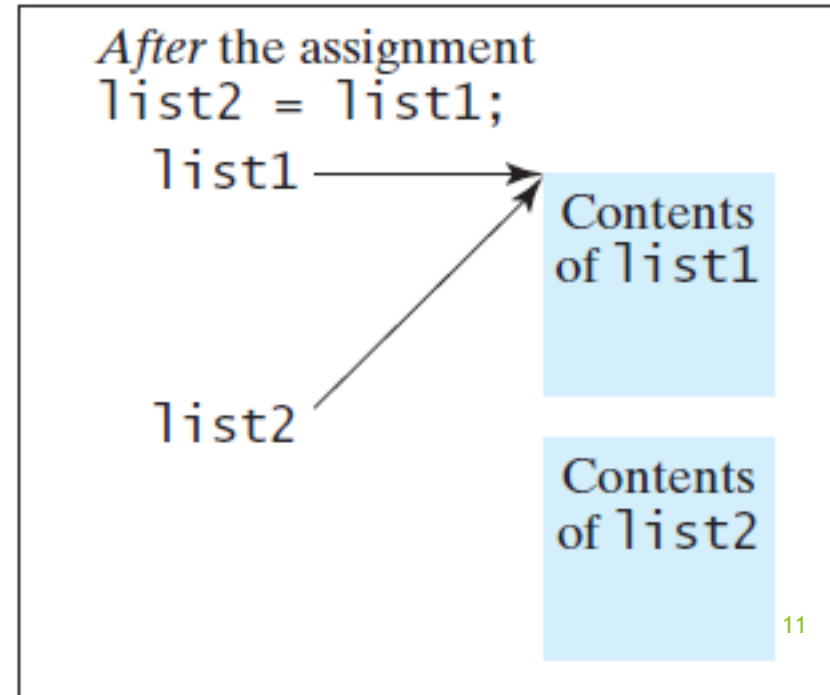 After the assignment
list2 = list1;
list1
Contents
of list1
list2
Contents
of list2
11